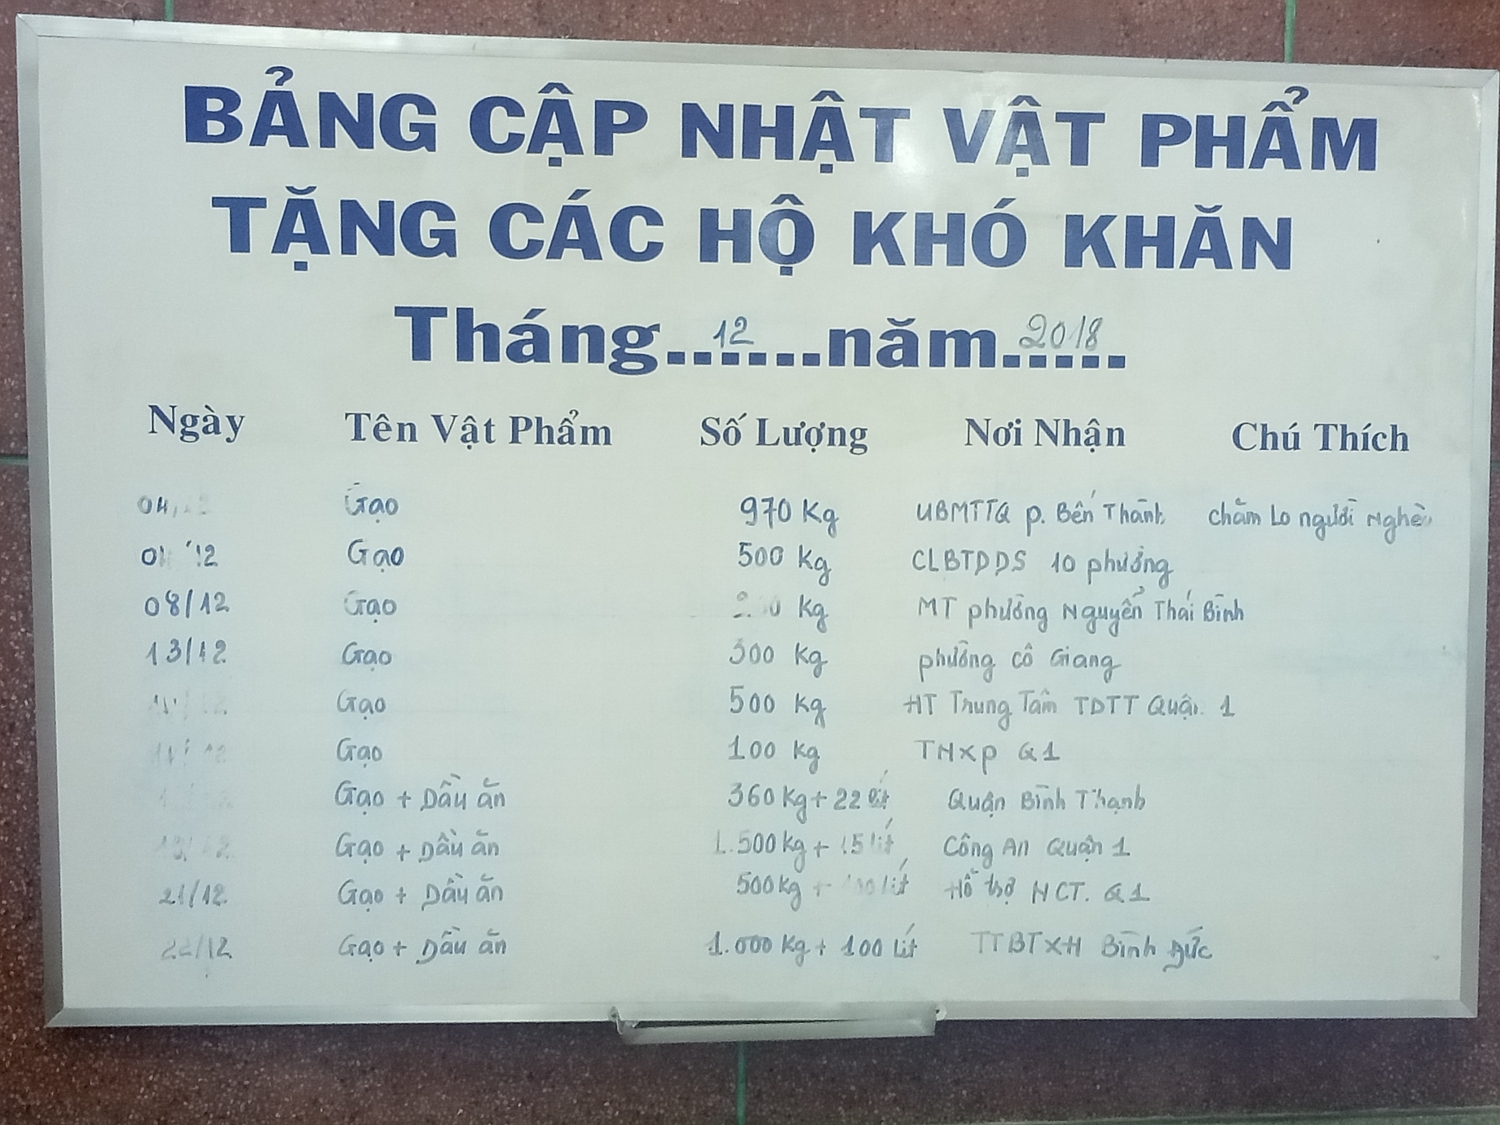 BẢNG CẬP NHẬT VẬT PHẨM
TẶNG CÁC HỘ KHÓ KHĂN
Tháng...12...năm...2018...
Ngày Tên Vật Phẩm Số Lượng Nơi Nhận Chú Thích
Gạo 970 Kg UBMTTQ p. Bến Thành chăm Lo người Nghèo
Gạo 500 Kg CLBTDDS 10 phường
08/12 Gạo Kg MT phường Nguyễn Thái Bình
13/12 Gạo 300 Kg phường cô Giang
Gạo 500 Kg HT Trung Tâm TDTT Quận 1
Gạo 100 Kg TNXP Q1
Gạo + Dầu ăn 360 Kg + 22 lít Quận Bình Thạnh
Gạo + Dầu ăn 1.500 Kg + lít Công An Quận 1
21/12 Gạo + Dầu ăn 500 Kg + lít Hỗ trợ NCT. Q1
Gạo + Dầu ăn 1.000 Kg + 100 Lít TTBTXH Bình Đức